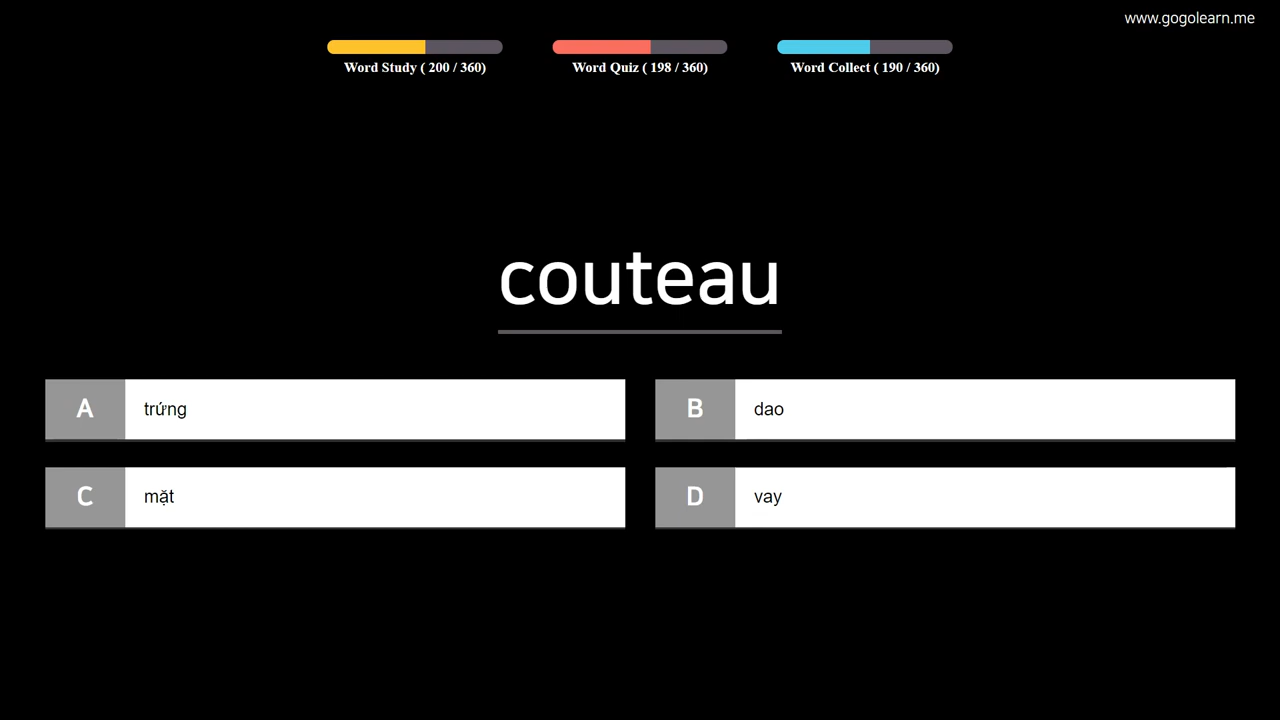 www.gogolearn.me
Word Study ( 200 / 360)
Word Quiz ( 198 / 360)
Word Collect ( 190 / 360)
couteau
A trứng
B dao
C mặt
D vay